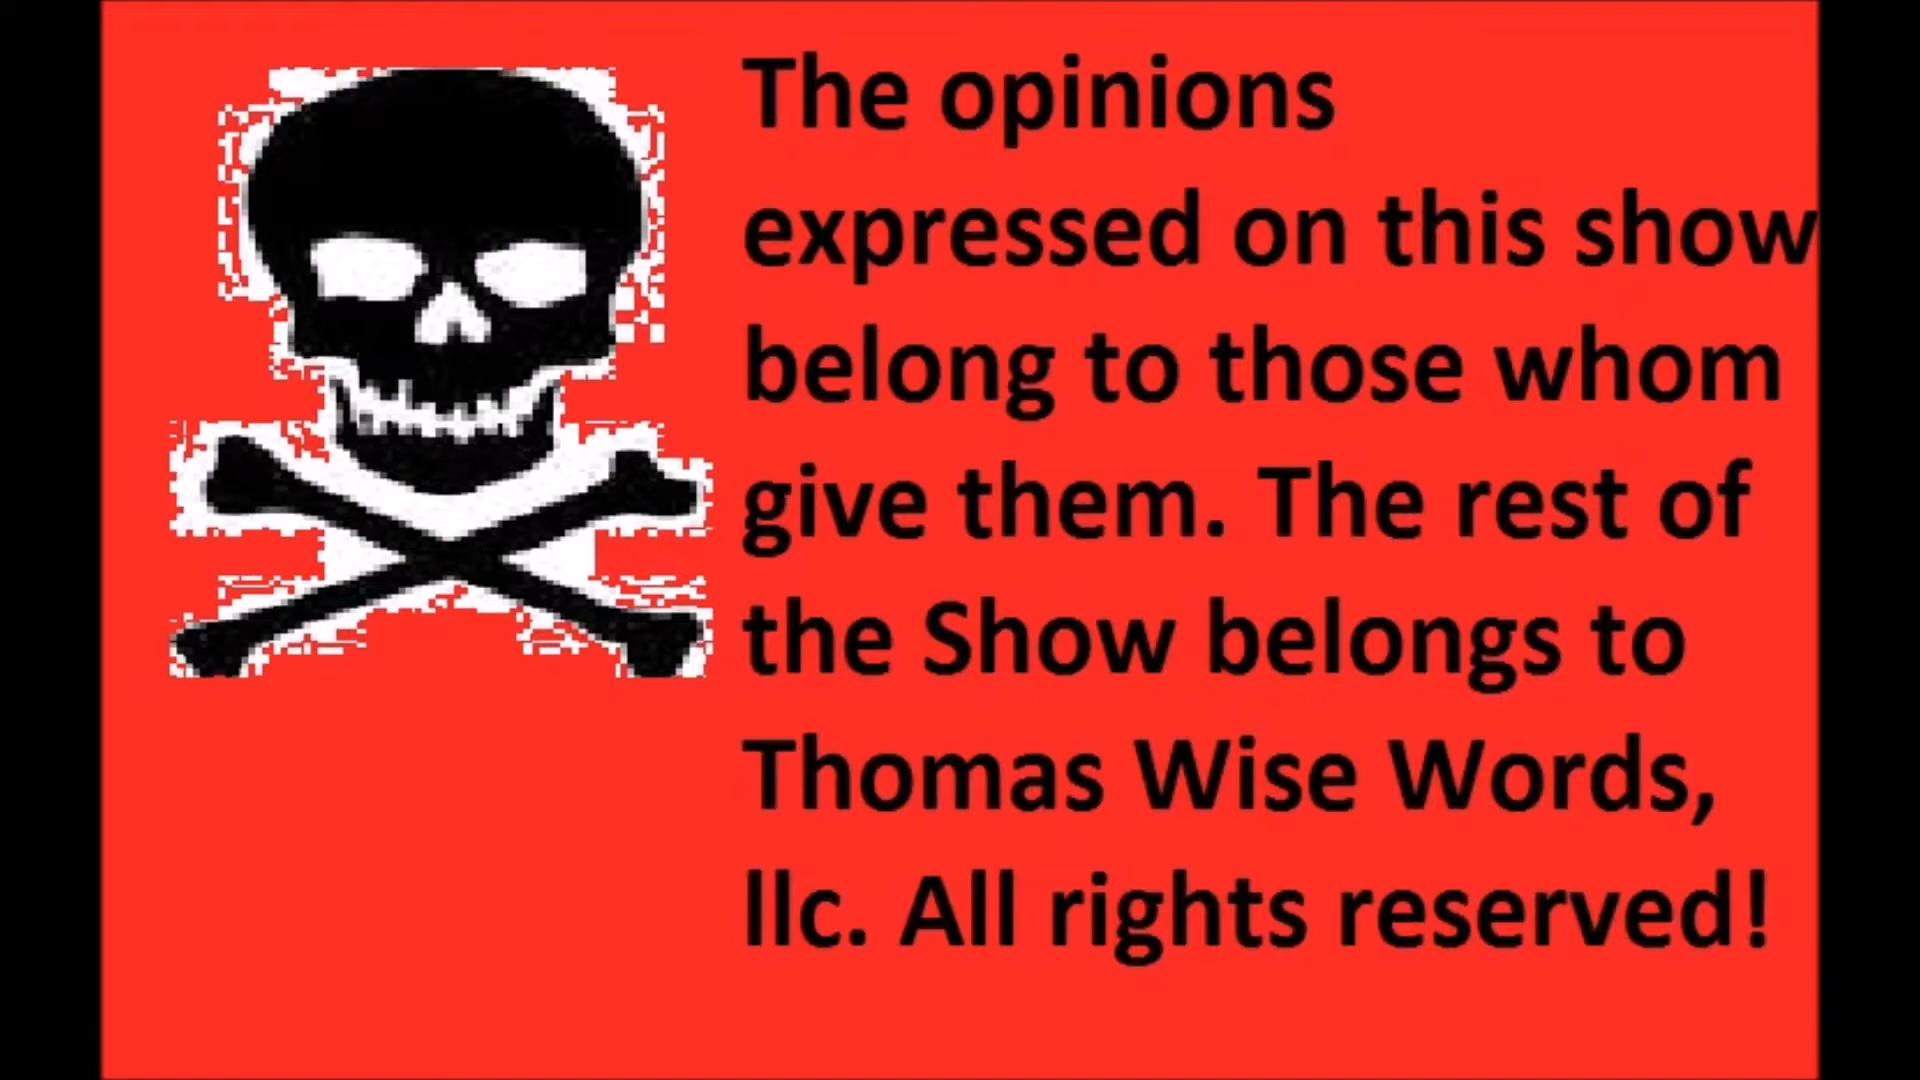 The opinions
expressed on this show
belong to those whom
give them. The rest of
the Show belongs to
Thomas Wise Words,
llc. All rights reserved!